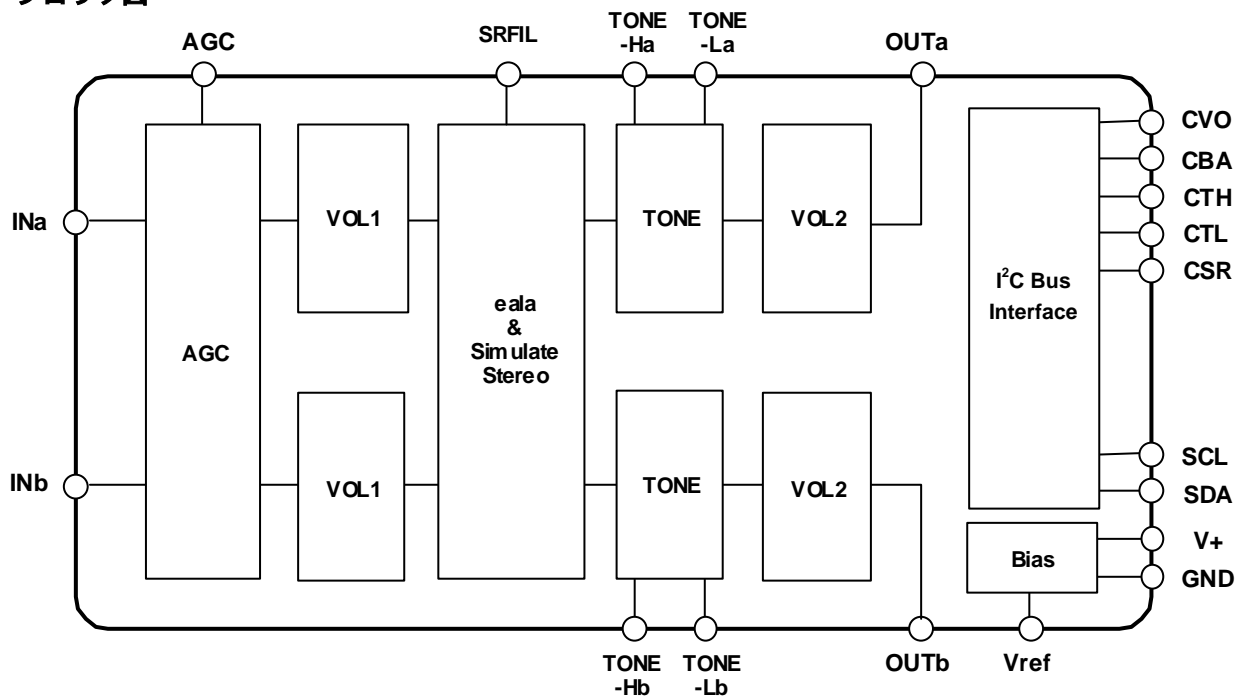 ブロック図
AGC
SRFIL
TONE
-Ha
TONE
-La
OUTa
INa
INb
AGC
VOL1
VOL1
eala
&
Simulate
Stereo
TONE
TONE
VOL2
VOL2
I²C Bus
Interface
Bias
CVO
CBA
CTH
CTL
CSR
SCL
SDA
V+
GND
TONE
-Hb
TONE
-Lb
OUTb
Vref